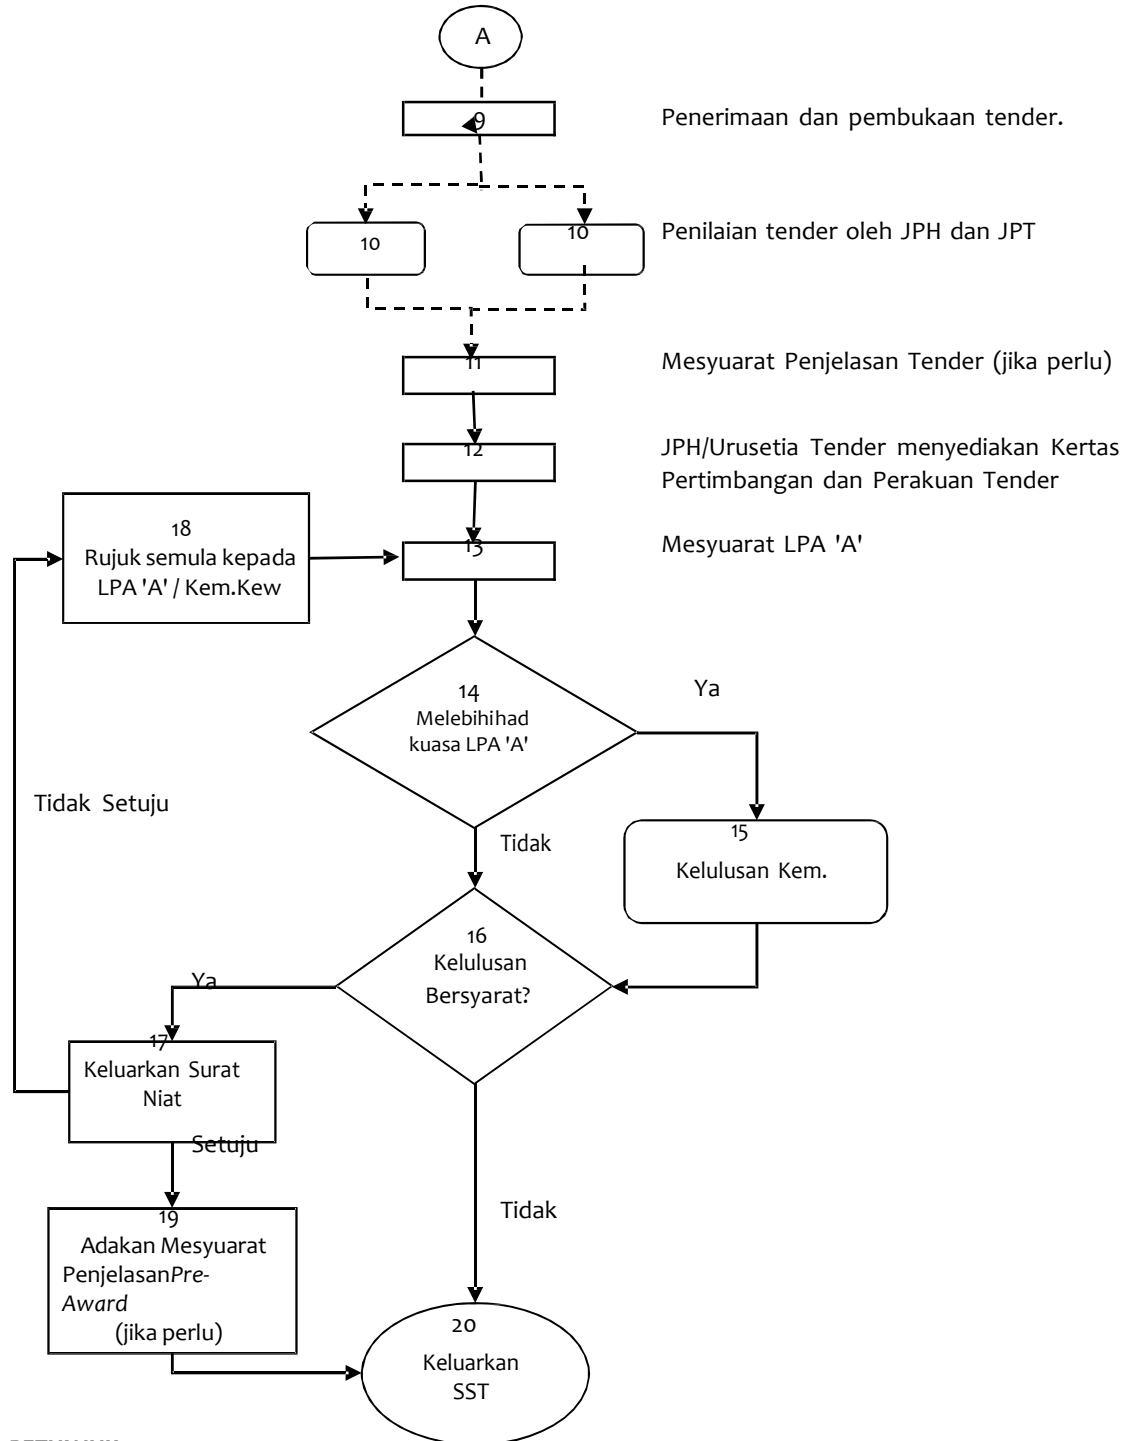 A
9
Penerimaan dan pembukaan tender.
10
10
Penilaian tender oleh JPH dan JPT
11
Mesyuarat Penjelasan Tender (jika perlu)
12
JPH/Urusetia Tender menyediakan Kertas
Pertimbangan dan Perakuan Tender
13
Mesyuarat LPA 'A'
18
Rujuk semula kepada
LPA 'A' / Kem.Kew
14
Melebihihad
kuasa LPA 'A'
Ya
Tidak Setuju
Tidak
15
Kelulusan Kem.
16
Kelulusan
Bersyarat?
Ya
17
Keluarkan Surat
Niat
Setuju
Tidak
19
Adakan Mesyuarat
PenjelasanPre-
Award
(jika perlu)
20
Keluarkan
SST